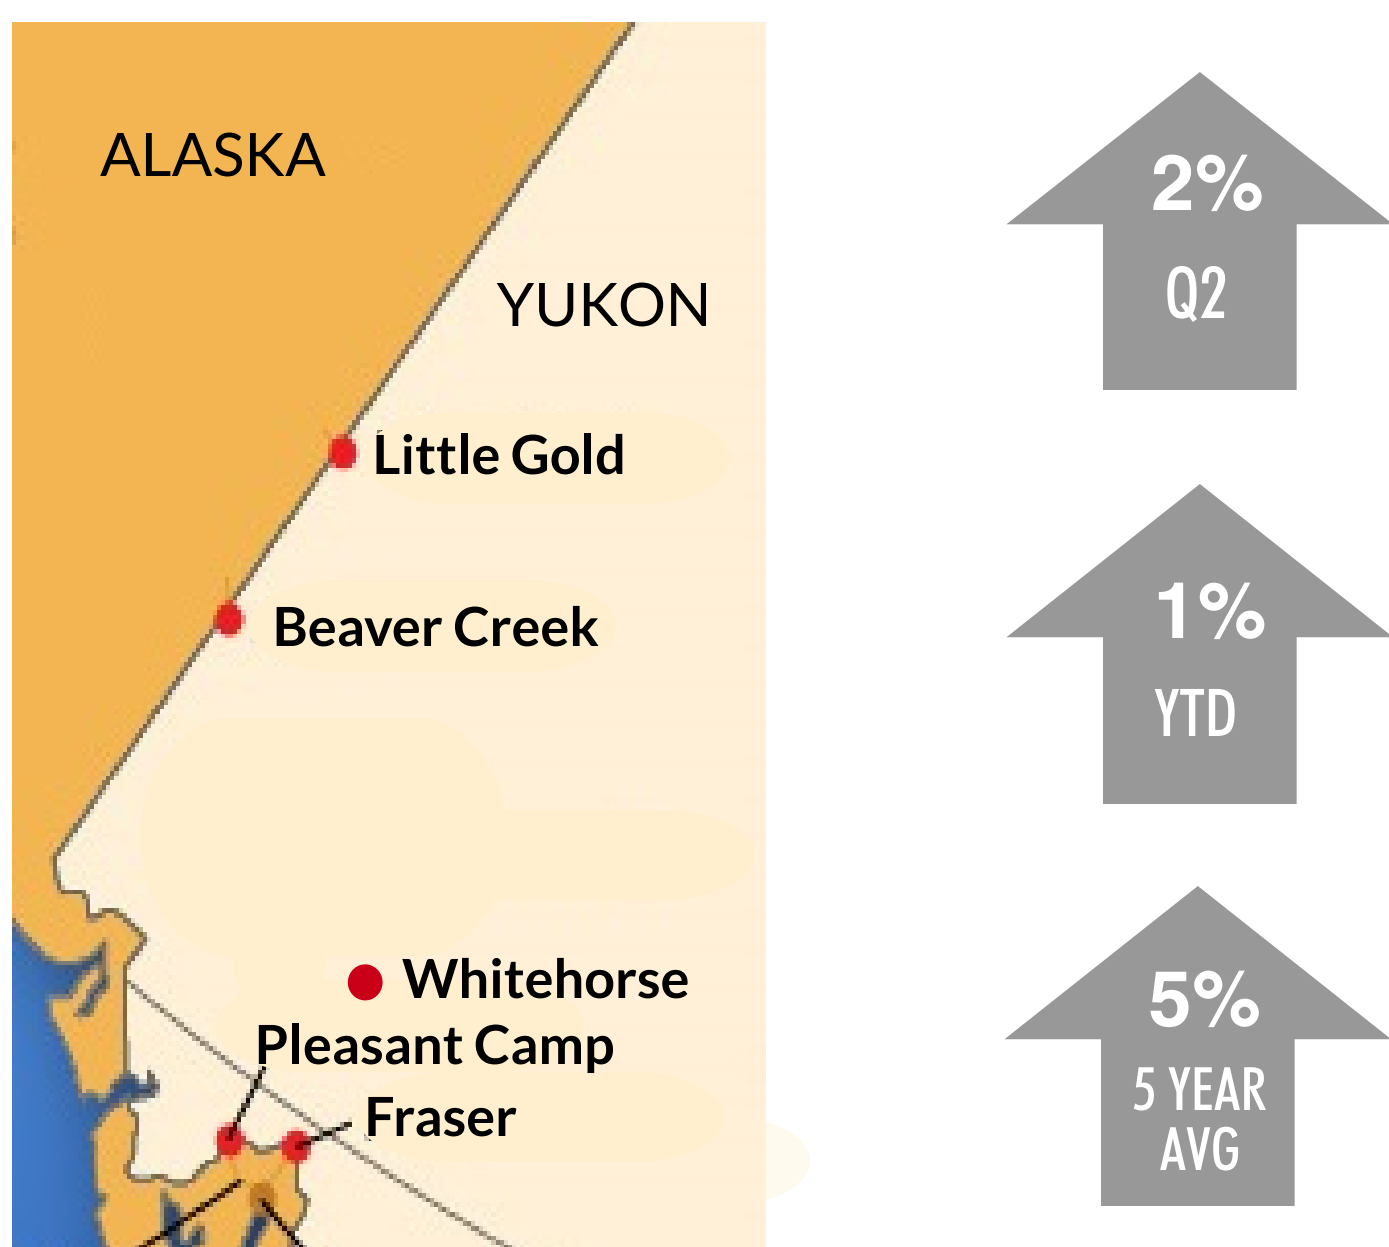 ALASKA
YUKON
Little Gold
Beaver Creek
Whitehorse
Pleasant Camp
Fraser
2%
Q2
1%
YTD
5%
5 YEAR
AVG